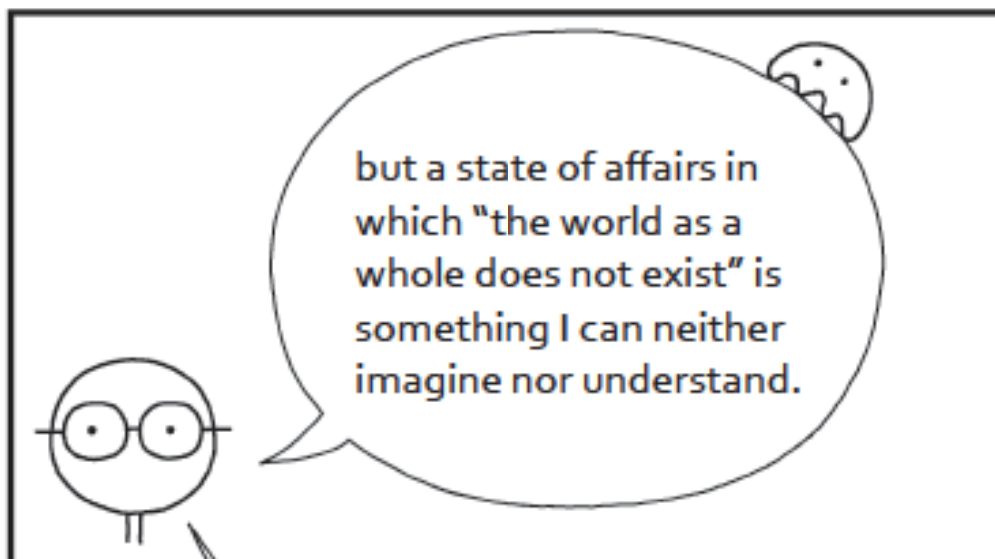 but a state of affairs in
which “the world as a
whole does not exist” is
something I can neither
imagine nor understand.